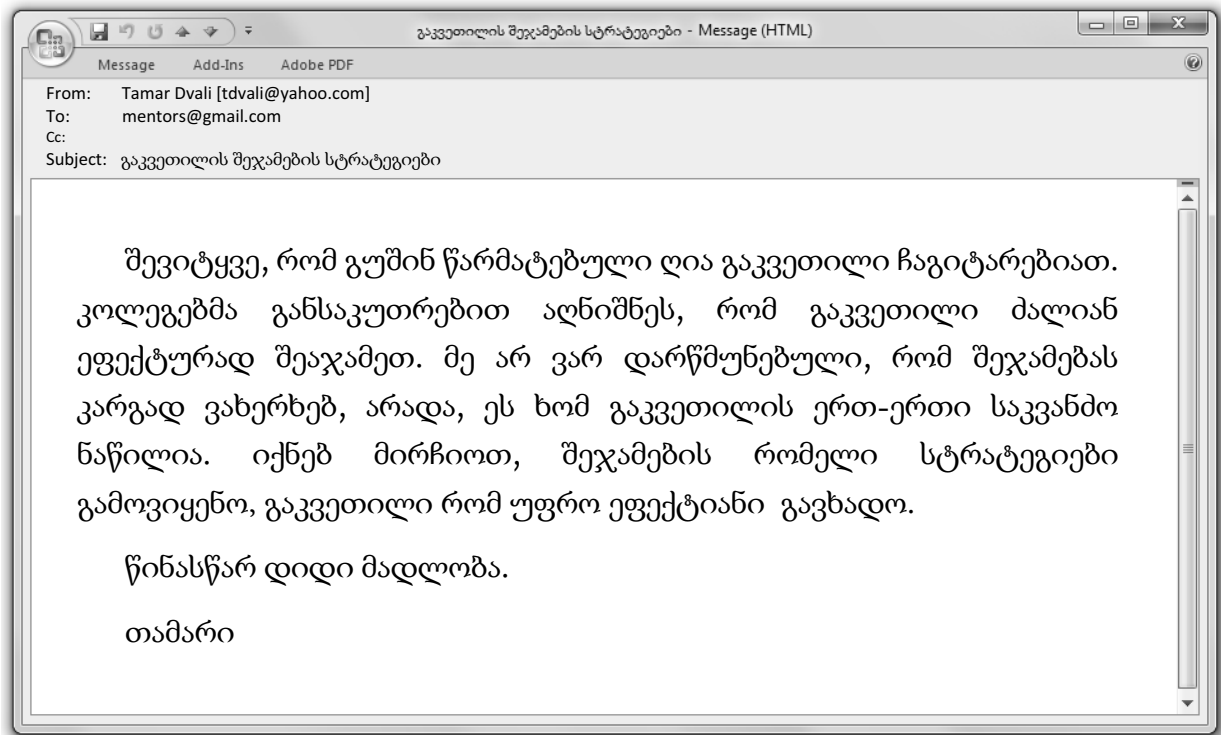 გაკვეთილის შეჯამების სტრატეგიები - Message (HTML)
Message Add-Ins Adobe PDF
From: Tamar Dvali [tdvali@yahoo.com]
To: mentors@gmail.com
Cc:
Subject: გაკვეთილის შეჯამების სტრატეგიები
შევიტყვე, რომ გუშინ წარმატებული ღია გაკვეთილი ჩაგიტარებიათ.
კოლეგებმა განსაკუთრებით აღნიშნეს, რომ გაკვეთილი ძალიან
ეფექტურად შეაჯამეთ. მე არ ვარ დარწმუნებული, რომ შეჯამებას
კარგად ვახერხებ, არადა, ეს ხომ გაკვეთილის ერთ-ერთი საკვანძო
ნაწილია. იქნებ მირჩიოთ, შეჯამების რომელი სტრატეგიები
გამოვიყენო, გაკვეთილი რომ უფრო ეფექტიანი გავხადო.
წინასწარ დიდი მადლობა.
თამარი